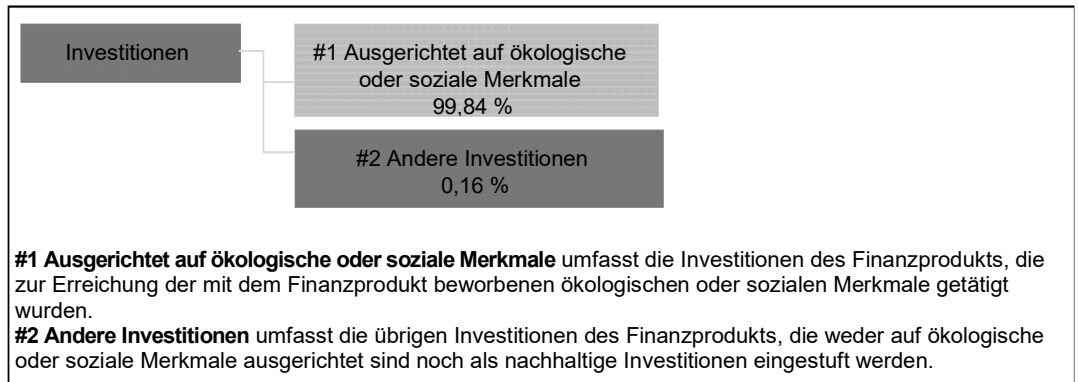 Investitionen
#1 Ausgerichtet auf ökologische
oder soziale Merkmale
99,84 %
#2 Andere Investitionen
0,16 %
#1 Ausgerichtet auf ökologische oder soziale Merkmale umfasst die Investitionen des Finanzprodukts, die
zur Erreichung der mit dem Finanzprodukt beworbenen ökologischen oder sozialen Merkmale getätigt
wurden.
#2 Andere Investitionen umfasst die übrigen Investitionen des Finanzprodukts, die weder auf ökologische
oder soziale Merkmale ausgerichtet sind noch als nachhaltige Investitionen eingestuft werden.